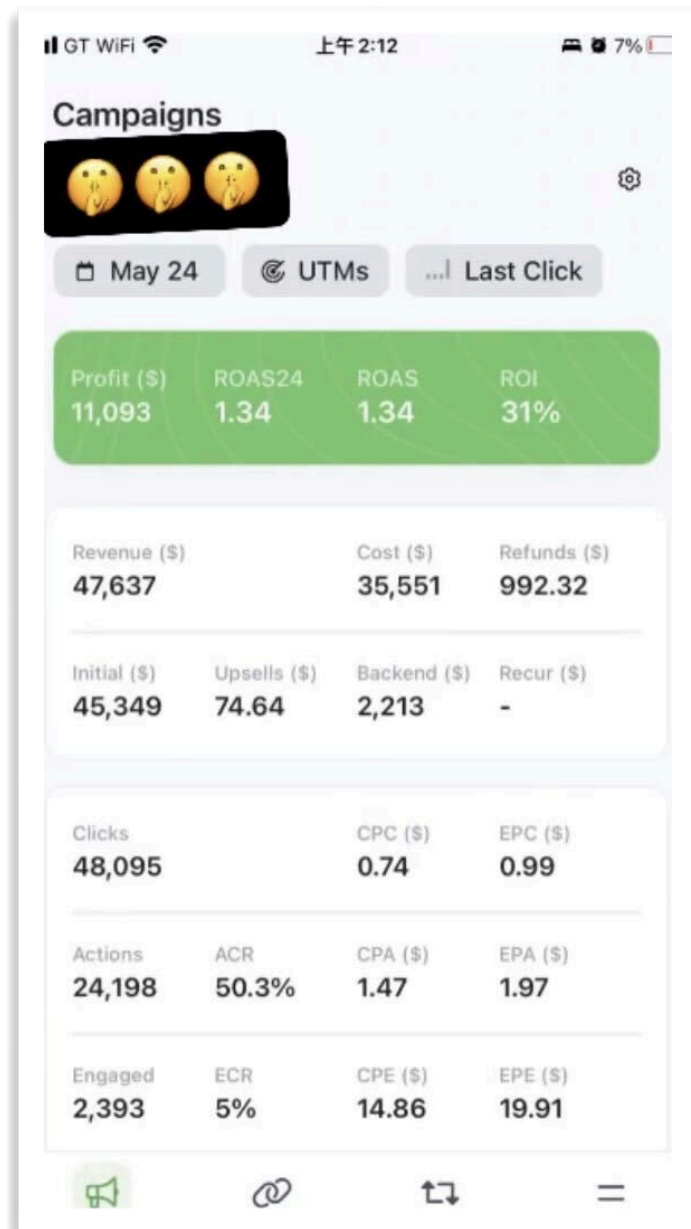 GT WiFi 上午 2:12 7%
Campaigns
May 24 UTMs Last Click
Profit ($) ROAS24 ROAS ROI
11,093 1.34 1.34 31%
Revenue ($) Cost ($) Refunds ($)
47,637 35,551 992.32
Initial ($) Upsells ($) Backend ($) Recur ($)
45,349 74.64 2,213 -
Clicks CPC ($) EPC ($)
48,095 0.74 0.99
Actions ACR CPA ($) EPA ($)
24,198 50.3% 1.47 1.97
Engaged ECR CPE ($) EPE ($)
2,393 5% 14.86 19.91